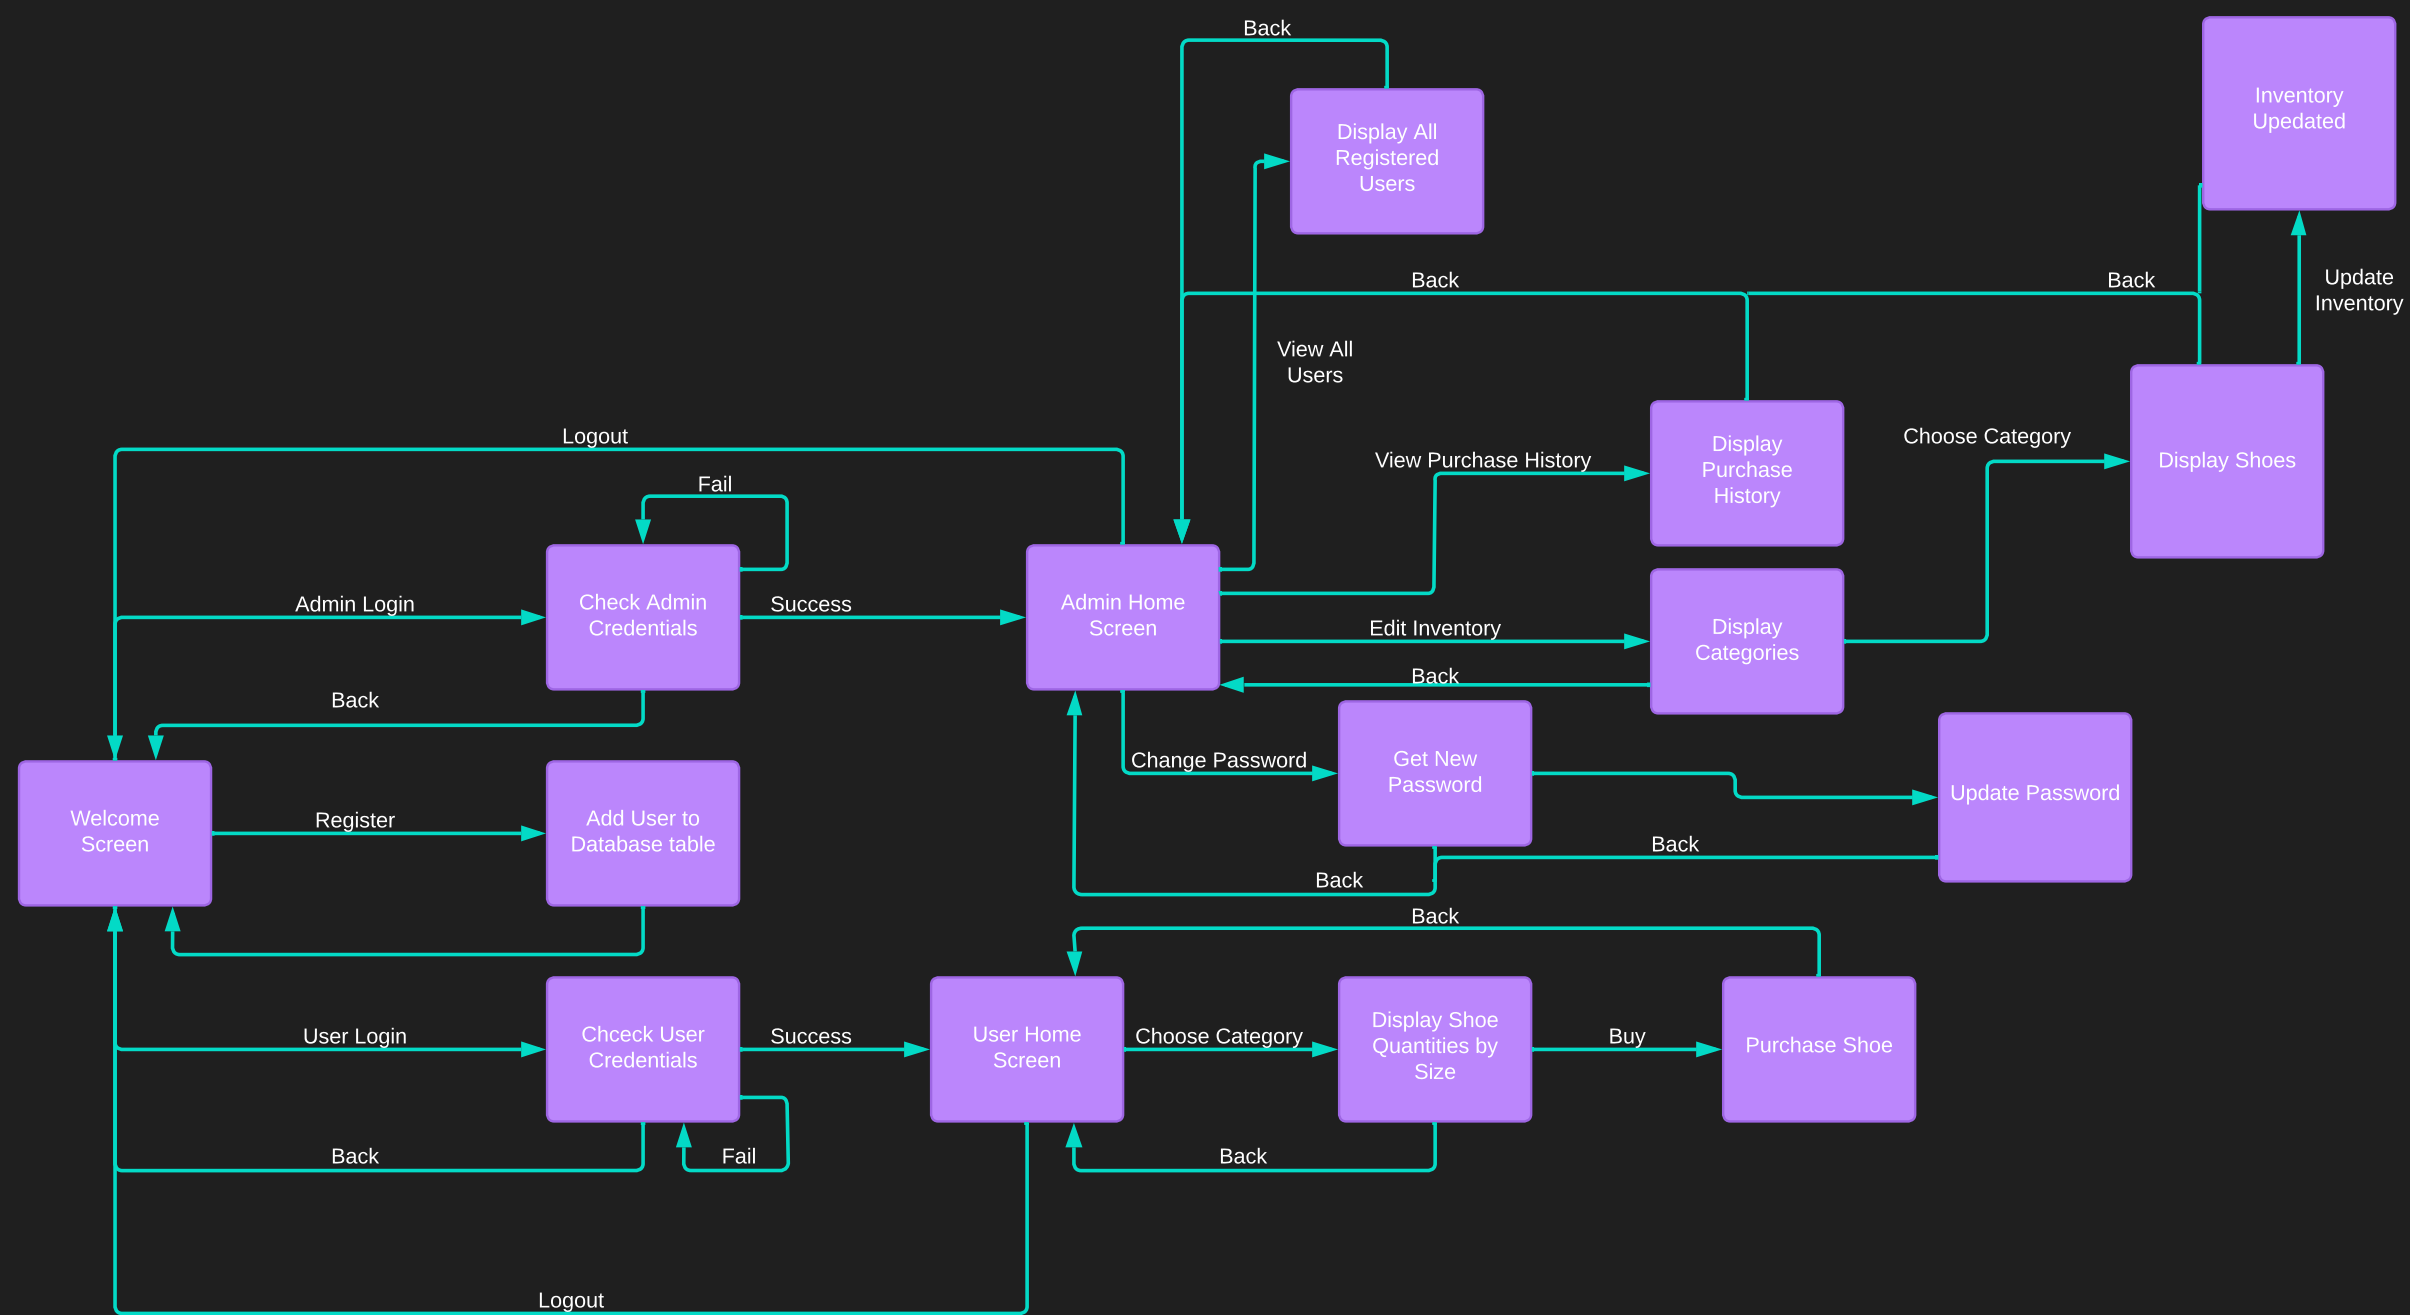 Back
Inventory
Upedated
Display All
Registered
Users
Back
Back
Update
Inventory
View All
Users
Logout
View Purchase History
Display
Purchase
History
Choose Category
Display Shoes
Fail
Admin Login
Check Admin
Credentials
Success
Admin Home
Screen
Edit Inventory
Display
Categories
Back
Back
Change Password
Get New
Password
Update Password
Welcome
Screen
Register
Add User to
Database table
Back
Back
Back
User Login
Chceck User
Credentials
Success
User Home
Screen
Choose Category
Display Shoe
Quantities by
Size
Buy
Purchase Shoe
Back
Fail
Back
Logout